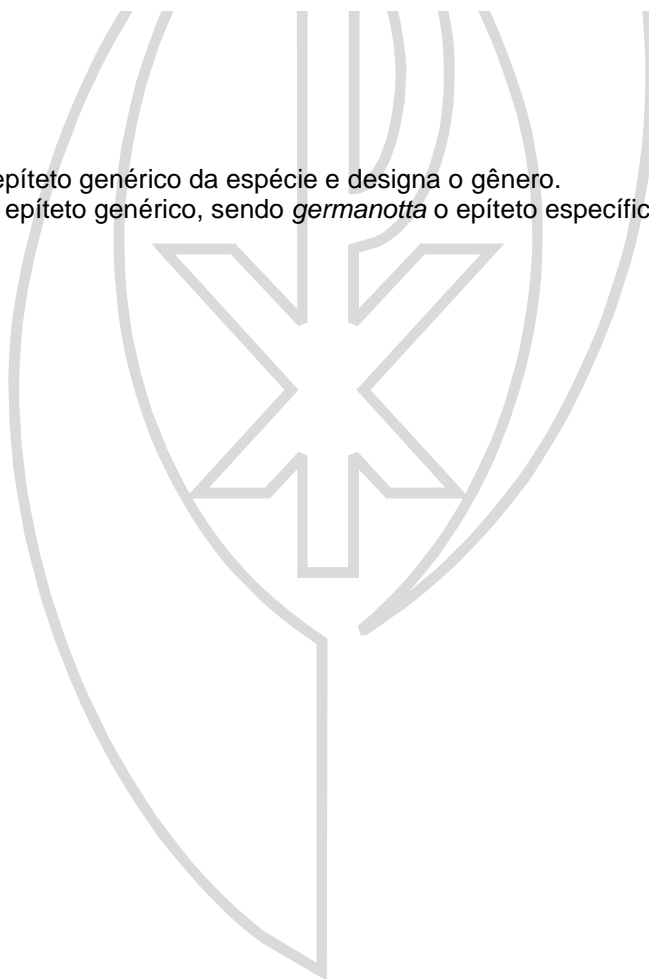 epíteto genérico da espécie e designa o gênero.
epíteto genérico, sendo germanotta o epíteto específic